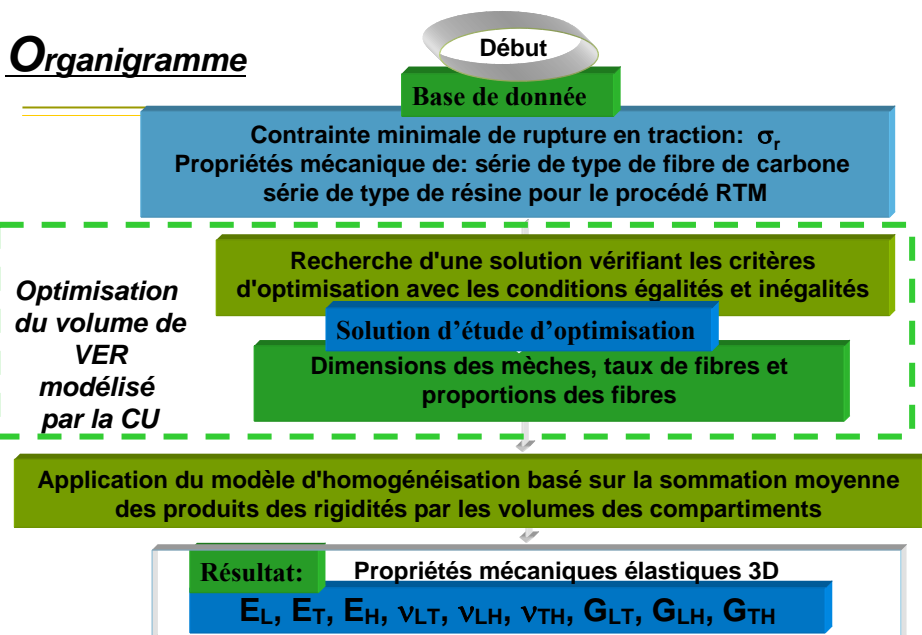 Organigramme
Début
Base de donnée
Contrainte minimale de rupture en traction: σr
Propriétés mécanique de: série de type de fibre de carbone
série de type de résine pour le procédé RTM
Optimisation
du volume de
VER
modélisé
par la CU
Recherche d'une solution vérifiant les critères
d'optimisation avec les conditions égalités et inégalités
Solution d’étude d’optimisation
Dimensions des mèches, taux de fibres et
proportions des fibres
Application du modèle d'homogénéisation basé sur la sommation moyenne
des produits des rigidités par les volumes des compartiments
Résultat:
Propriétés mécaniques élastiques 3D
EL, ET, EH, νLT, νLH, νTH, GLT, GLH, GTH